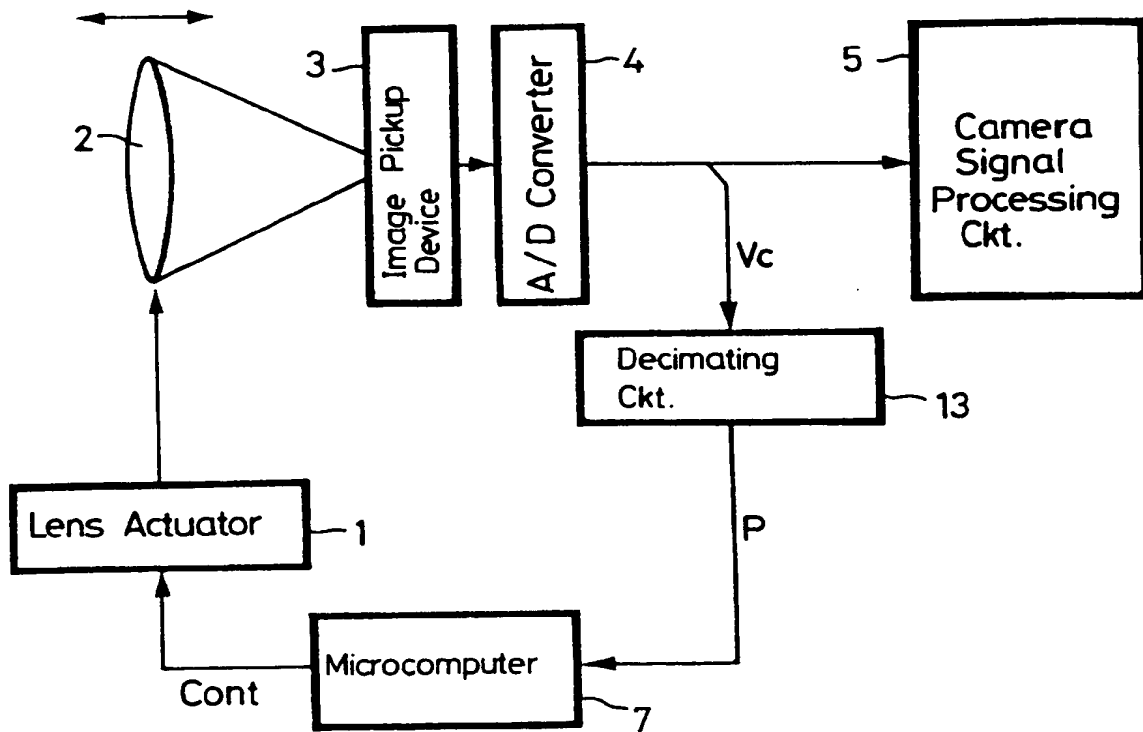 3
4
5
2
Image Pickup
Device
A/D Converter
Camera
Signal
Processing
Ckt.
Vc
Decimating
Ckt.
13
Lens Actuator
1
P
Microcomputer
Cont
7